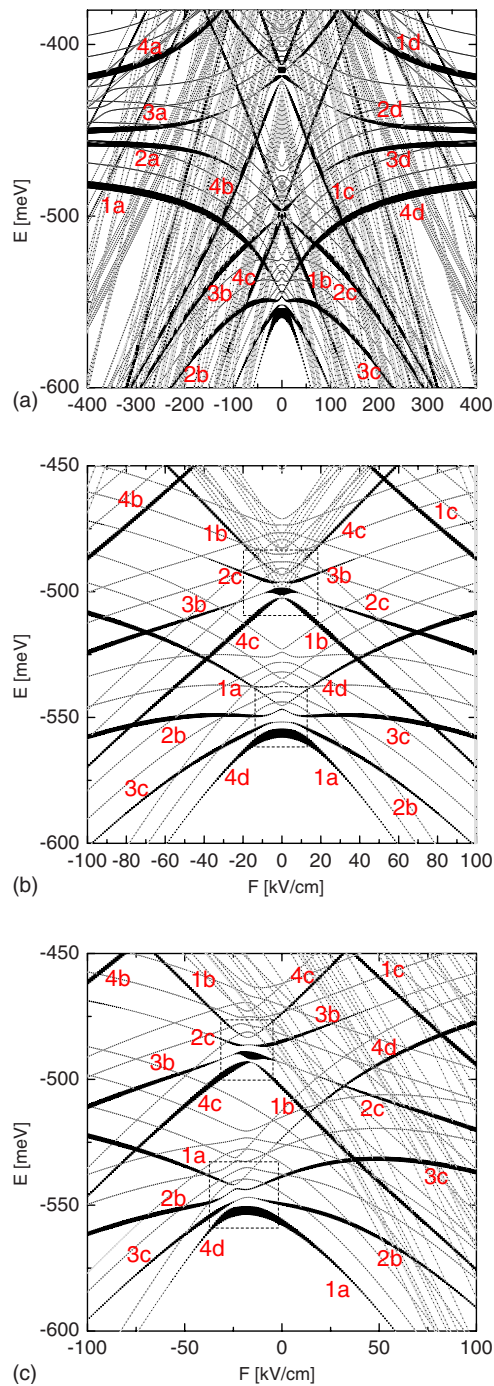 4a
1d
-400
3a
2d
2a
3d
4b
1c
E [meV]
1a
-500
4d
4c
1b
3b
2c
2b
3c
-600
(a)
-400 -300 -200 -100 0 100 200 300 400
-450
4b
1c
1b
4c
2c
3b
E [meV]
-500
3b
2c
4c
1b
1a
4d
-550
2b
3c
3c
2b
4d
1a
-600
-100 -80 -60 -40 -20 0 20 40 60 80 100
(b)
F [kV/cm]
-450
4b
1b
4c
1c
3b
2c
4d
E [meV]
3b
-500
4c
1b
2c
1a
3c
-550
2b
3c
4d
2b
1a
-600
-100 -50 0 50 100
(c)
F [kV/cm]